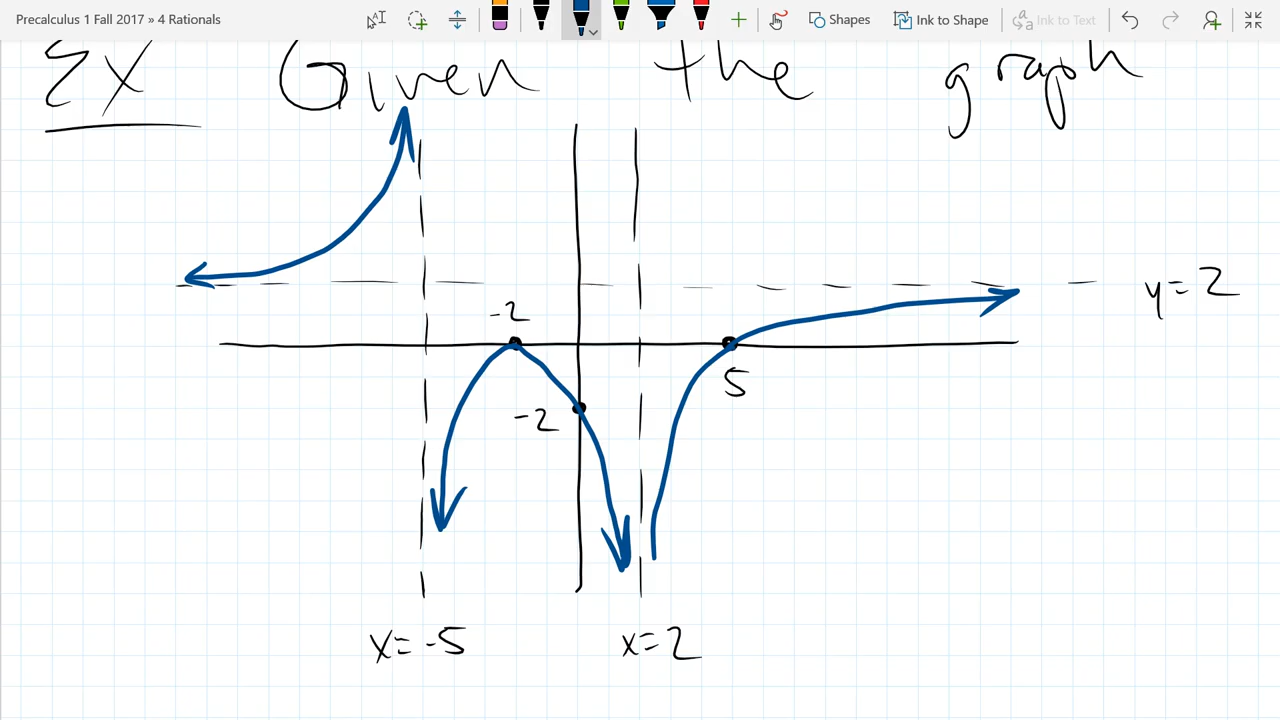 Precalculus 1 Fall 2017 » 4 Rationals
Shapes
Ink to Shape
Ink to Text
Ex Given the graph
y=2
-2
5
-2
x=-5
x=2